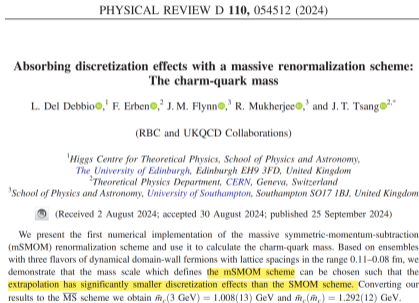 PHYSICAL REVIEW D 110, 054512 (2024)
Absorbing discretization effects with a massive renormalization scheme:
The charm-quark mass
L. Del Debbio,¹ F. Erben,² J. M. Flynn,³ R. Mukherjee,³ and J. T. Tsang²,*
(RBC and UKQCD Collaborations)
¹Higgs Centre for Theoretical Physics, School of Physics and Astronomy,
The University of Edinburgh, Edinburgh EH9 3FD, United Kingdom
²Theoretical Physics Department, CERN, Geneva, Switzerland
³School of Physics and Astronomy, University of Southampton, Southampton SO17 1BJ, United Kingdom
(Received 2 August 2024; accepted 30 August 2024; published 25 September 2024)
We present the first numerical implementation of the massive symmetric-momentum-subtraction
(mSMOM) renormalization scheme and use it to calculate the charm-quark mass. Based on ensembles
with three flavors of dynamical domain-wall fermions with lattice spacings in the range 0.11–0.08 fm, we
demonstrate that the mass scale which defines the mSMOM scheme can be chosen such that the
extrapolation has significantly smaller discretization effects than the SMOM scheme. Converting our
results to the M̅S̅ scheme we obtain m̄c(3 GeV) = 1.008(13) GeV and m̄c(m̄c) = 1.292(12) GeV.